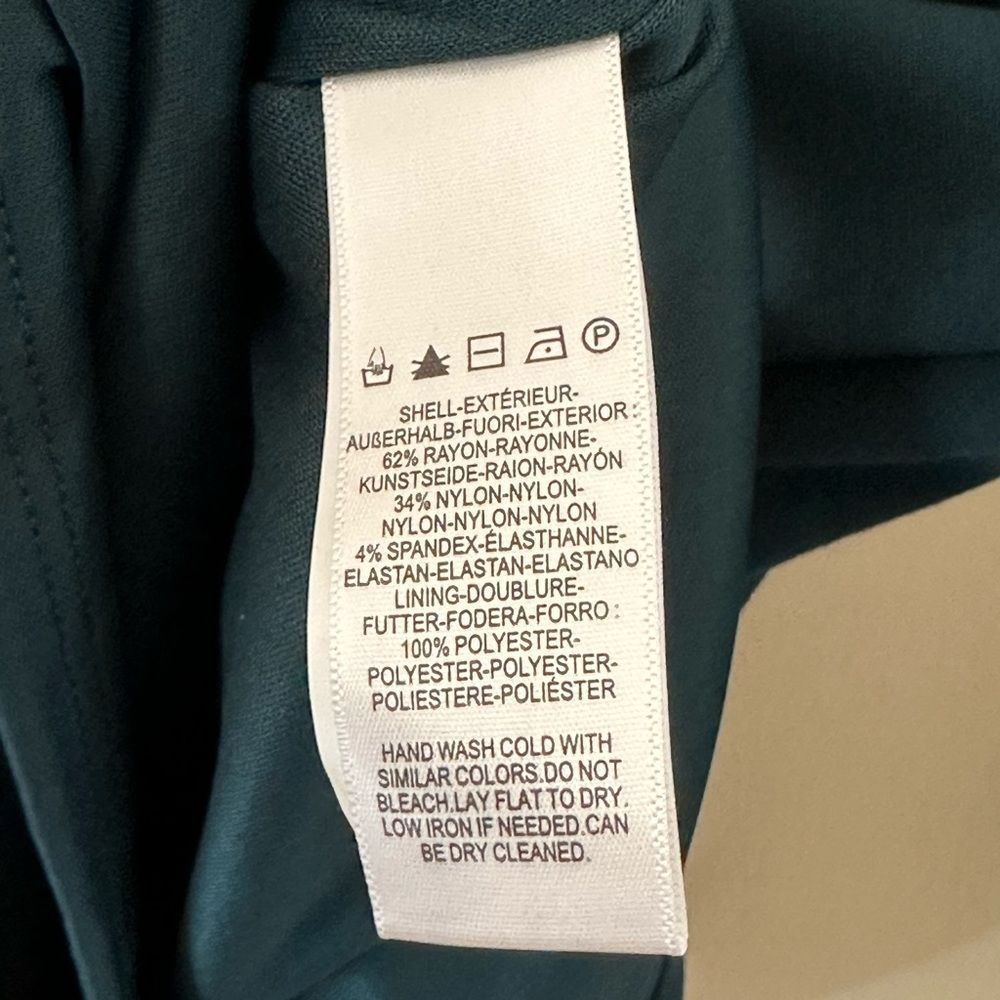 P
SHELL-EXTÉRIEUR-
AUßERHALB-FUORI-EXTERIOR :
62% RAYON-RAYONNE-
KUNSTSEIDE-RAION-RAYÓN
34% NYLON-NYLON-
NYLON-NYLON-NYLON
4% SPANDEX-ÉLASTHANNE-
ELASTAN-ELASTAN-ELASTANO
LINING-DOUBLURE-
FUTTER-FODERA-FORRO :
100% POLYESTER-
POLYESTER-POLYESTER-
POLIESTERE-POLIÉSTER
HAND WASH COLD WITH
SIMILAR COLORS.DO NOT
BLEACH.LAY FLAT TO DRY.
LOW IRON IF NEEDED.CAN
BE DRY CLEANED.